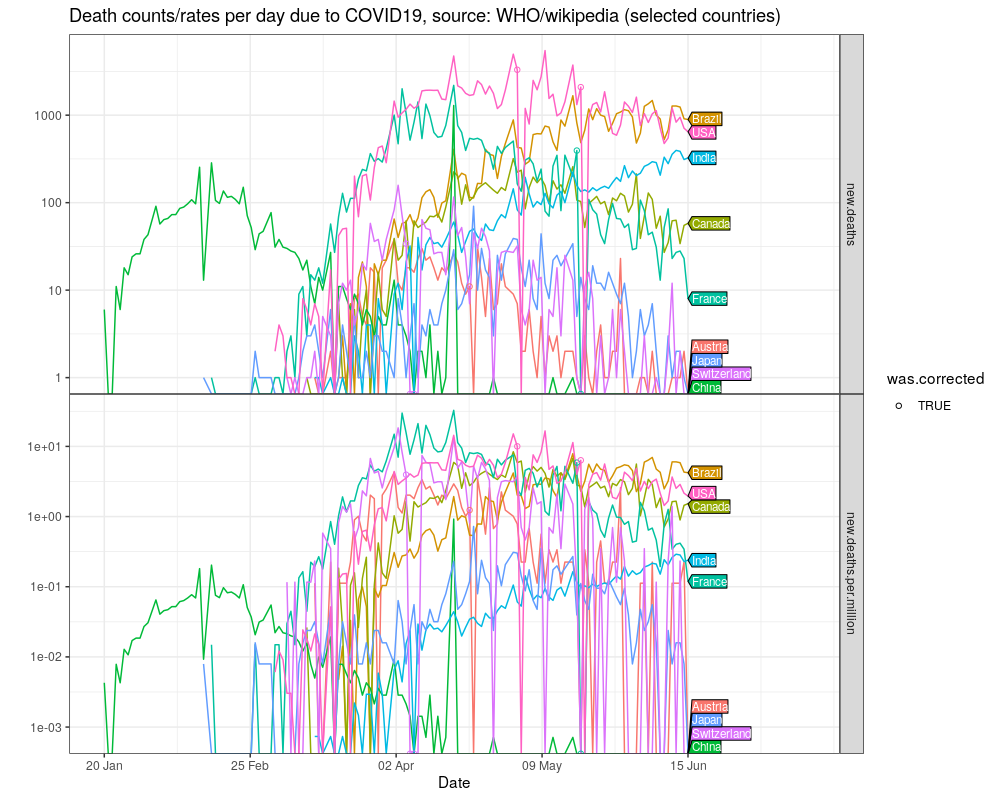 Death counts/rates per day due to COVID19, source: WHO/wikipedia (selected countries)
1000
100
10
1
Brazil
USA
India
Canada
France
Austria
Japan
Switzerland
China
new.deaths
1e+01
1e+00
1e-01
1e-02
1e-03
Brazil
USA
Canada
India
France
Austria
Japan
Switzerland
China
new.deaths.per.million
20 Jan
25 Feb
02 Apr
09 May
15 Jun
Date
was.corrected
TRUE